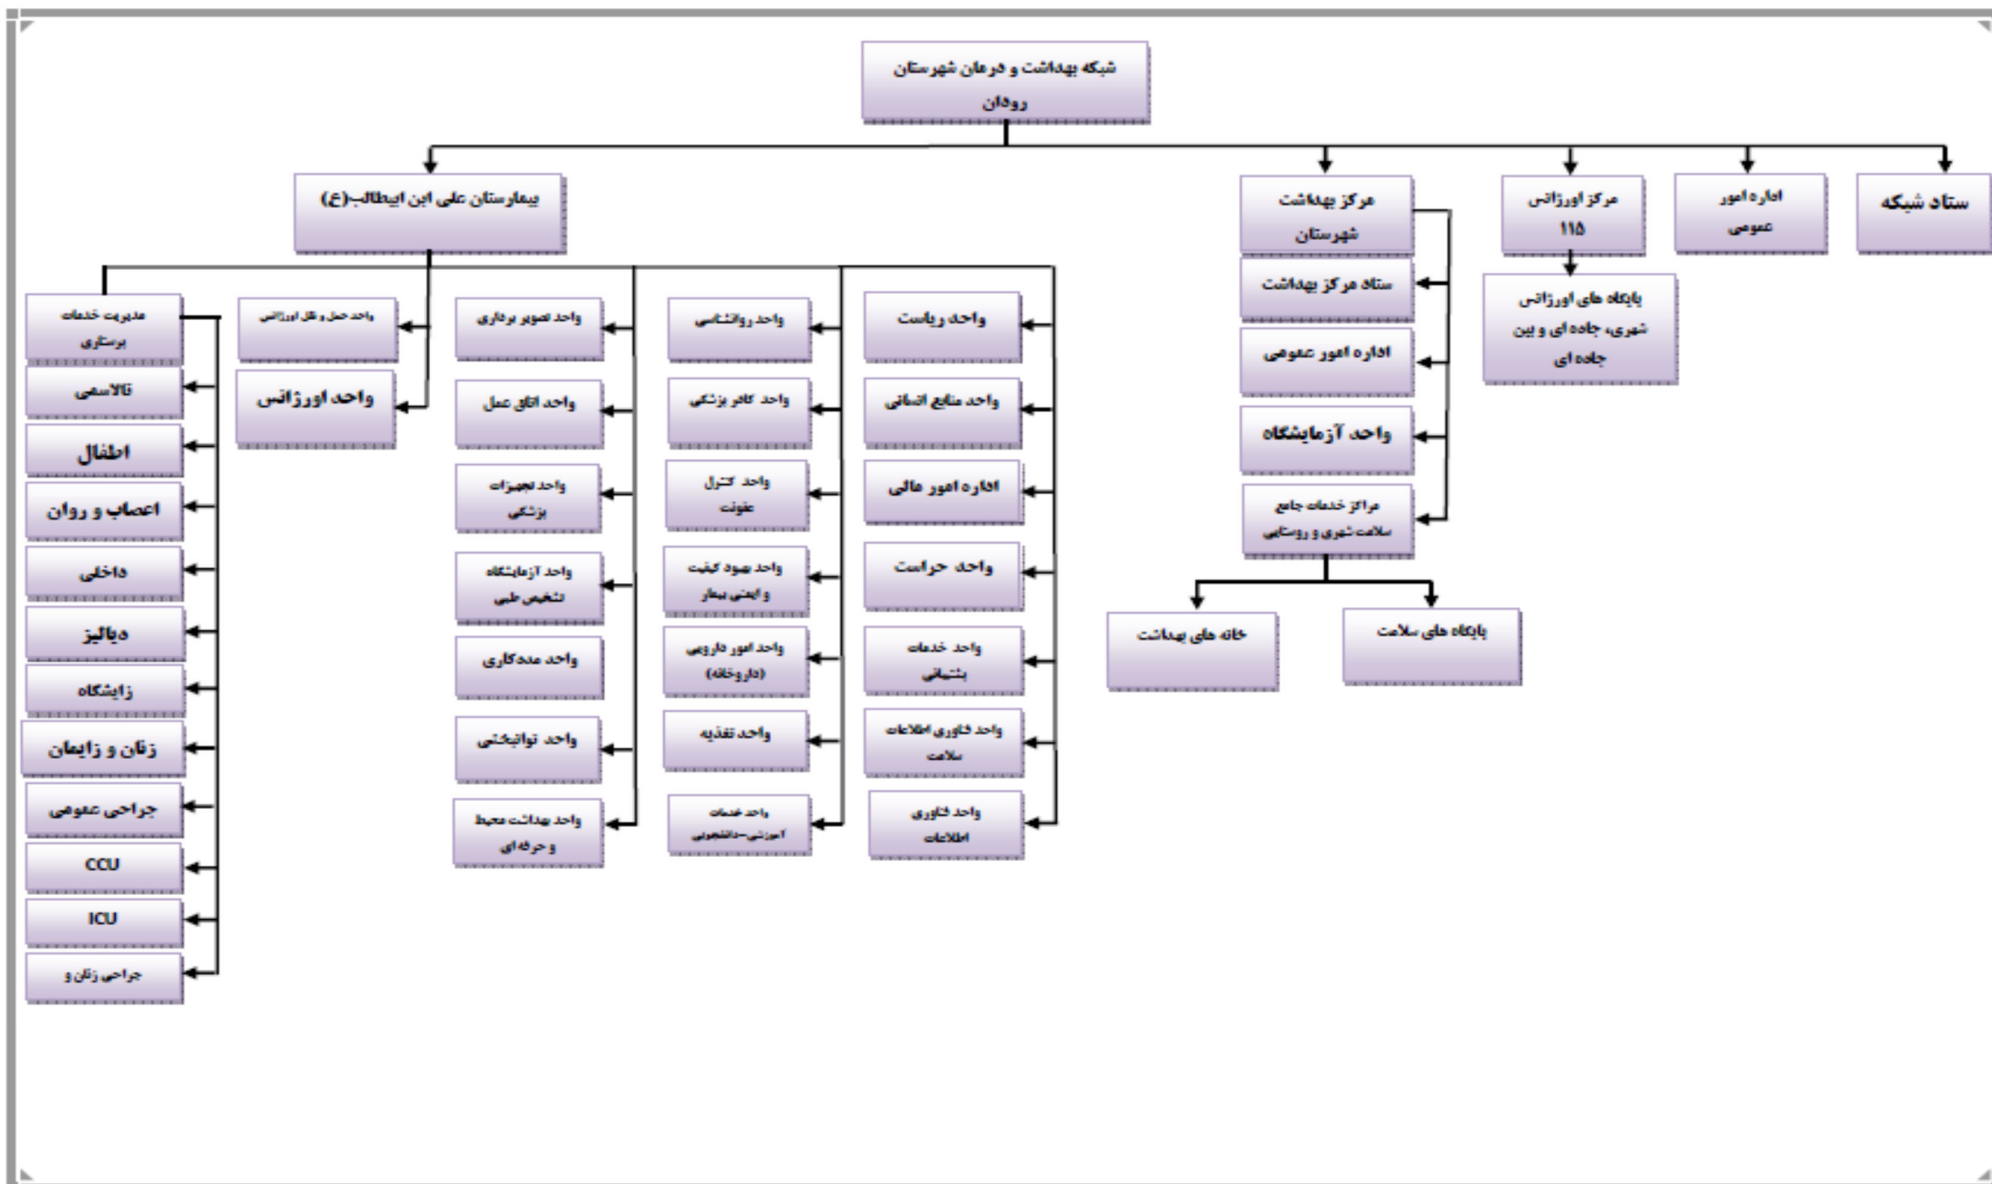 شبکه بهداشت و درمان شهرستان
رودان
ستاد شبکه
اداره امور
عمومی
مرکز اورژانس
۱۱۵
پایگاه های اورژانس
شهری، جاده ای و بین
جاده ای
مرکز بهداشت
شهرستان
ستاد مرکز بهداشت
اداره امور عمومی
واحد آزمایشگاه
مراکز خدمات جامع
سلامت شهری و روستایی
پایگاه های سلامت
خانه های بهداشت
بیمارستان علی ابن ابیطالب(ع)
واحد ریاست
واحد منابع انسانی
اداره امور مالی
واحد حراست
واحد خدمات
پشتیبانی
واحد فناوری اطلاعات
سلامت
واحد فناوری
اطلاعات
واحد روانشناسی
واحد کادر پزشکی
واحد کنترل
عفونت
واحد بهبود کیفیت
و ایمنی بیمار
واحد امور دارویی
(داروخانه)
واحد تغذیه
واحد خدمات
آموزشی-دانشجویی
واحد تصویر برداری
واحد اتاق عمل
واحد تجهیزات
پزشکی
واحد آزمایشگاه
تشخیص طبی
واحد مددکاری
واحد توانبخشی
واحد بهداشت محیط
و حرفه ای
واحد حمل و نقل اورژانس
واحد اورژانس
مدیریت خدمات
پرستاری
تالاسمی
اطفال
اعصاب و روان
داخلی
دیالیز
زایشگاه
زنان و زایمان
جراحی عمومی
CCU
ICU
جراحی زنان و